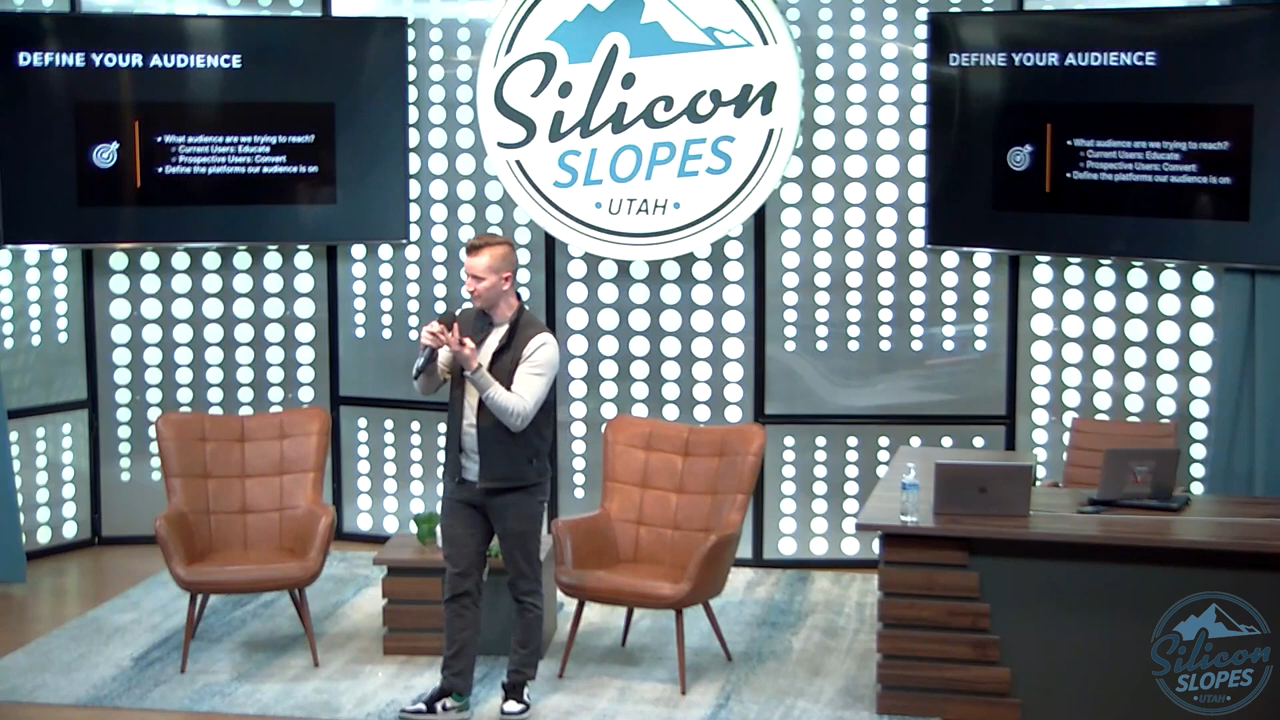 DEFINE YOUR AUDIENCE
• What audience are we trying to reach?
○ Current Users: Educate
○ Prospective Users: Convert
• Define the platforms our audience is on
Silicon
SLOPES
• UTAH •
DEFINE YOUR AUDIENCE
• What audience are we trying to reach?
○ Current Users: Educate
○ Prospective Users: Convert
• Define the platforms our audience is on
Silicon
SLOPES
• UTAH •